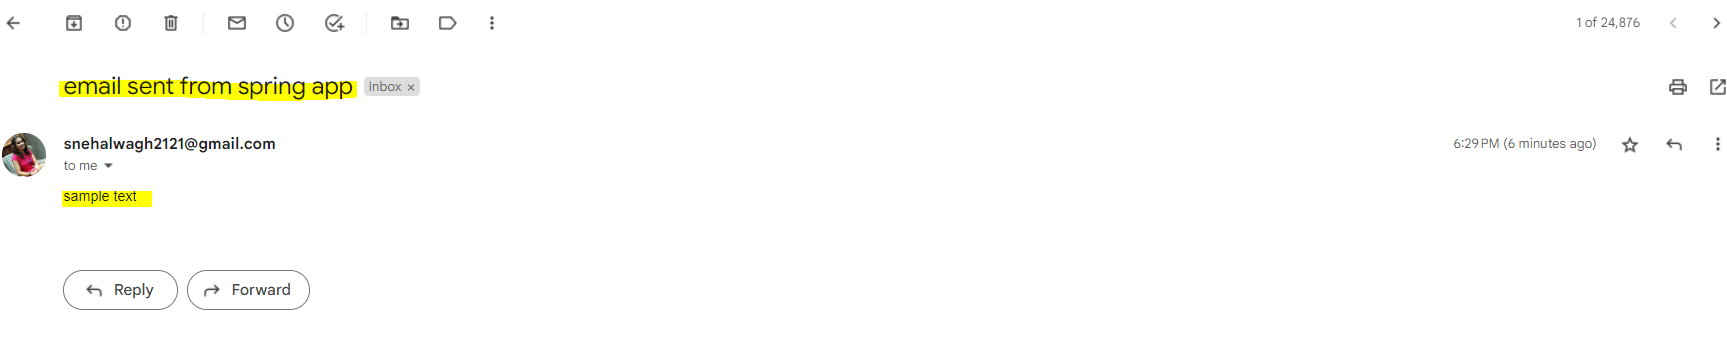 1 of 24,876
email sent from spring app Inbox ×
snehalwagh2121@gmail.com 6:29 PM (6 minutes ago)
to me
sample text
Reply Forward